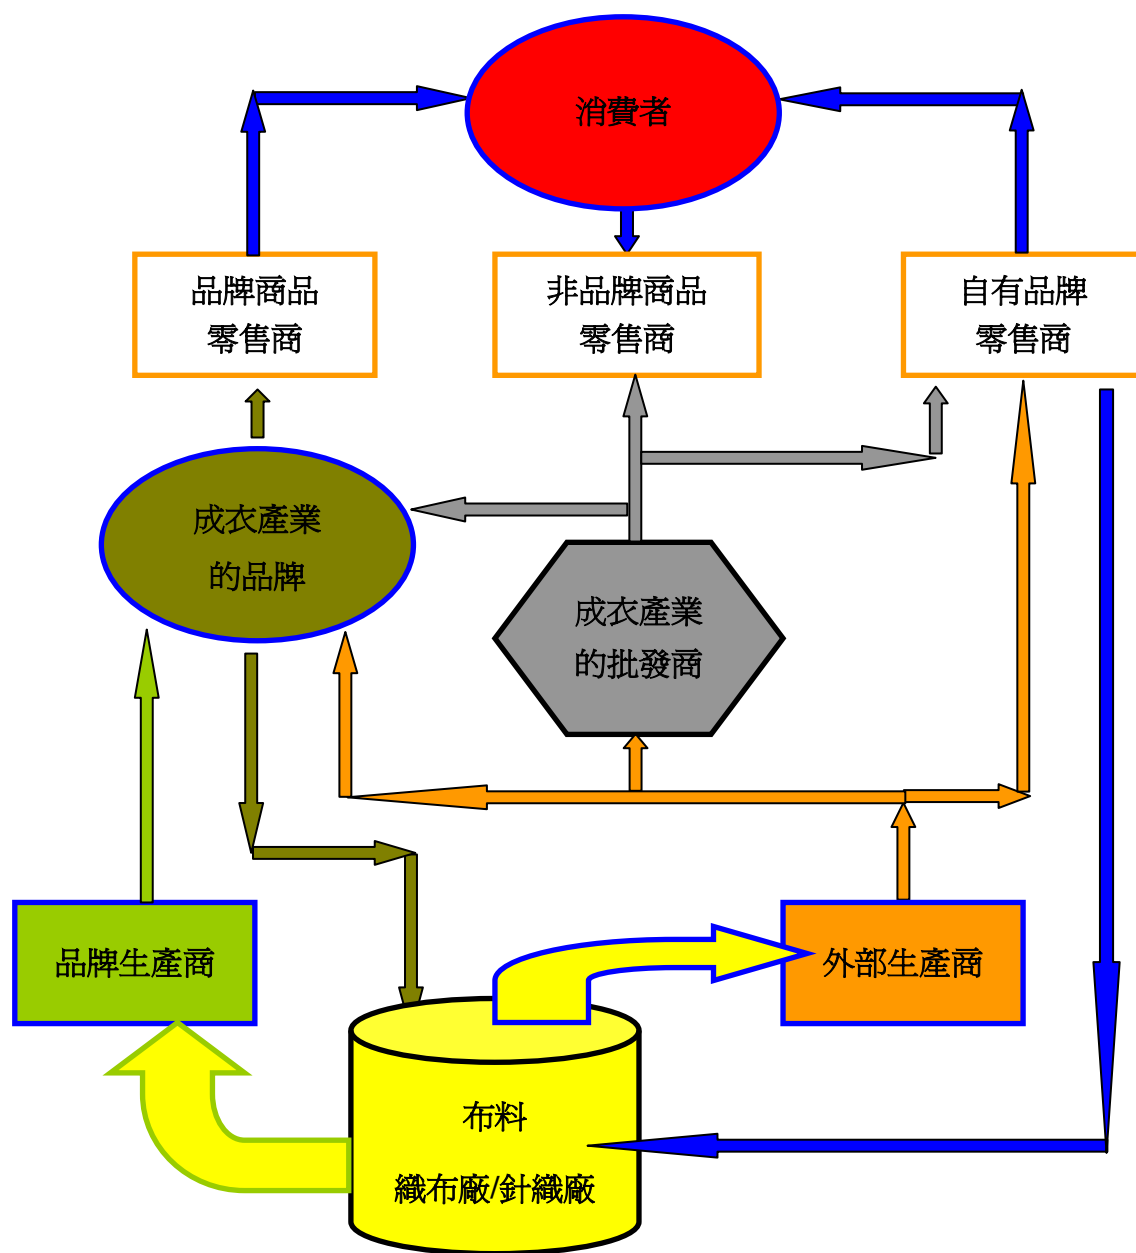 消費者
品牌商品
零售商
非品牌商品
零售商
自有品牌
零售商
成衣產業
的品牌
成衣產業
的批發商
品牌生產商
外部生產商
布料
織布廠/針織廠